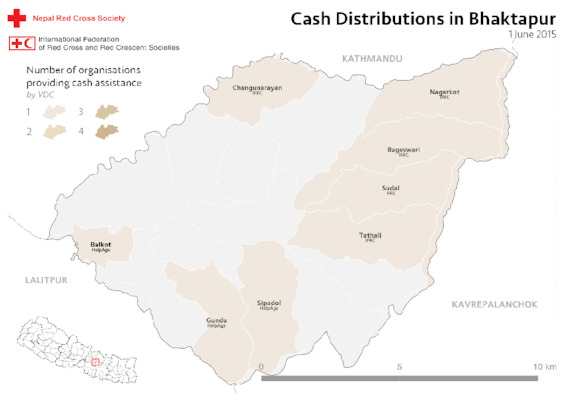 Nepal Red Cross Society
International Federation
of Red Cross and Red Crescent Societies
Cash Distributions in Bhaktapur
1 June 2015
Number of organisations
providing cash assistance
by VDC
1
3
2
4
KATHMANDU
Changunarayan
IFRC
Nagarkot
IFRC
Bageswari
IFRC
Sudal
IFRC
Tathali
IFRC
Balkot
HelpAge
Sipadol
HelpAge
Gundu
HelpAge
LALITPUR
KAVREPALANCHOK
0
5
10 km